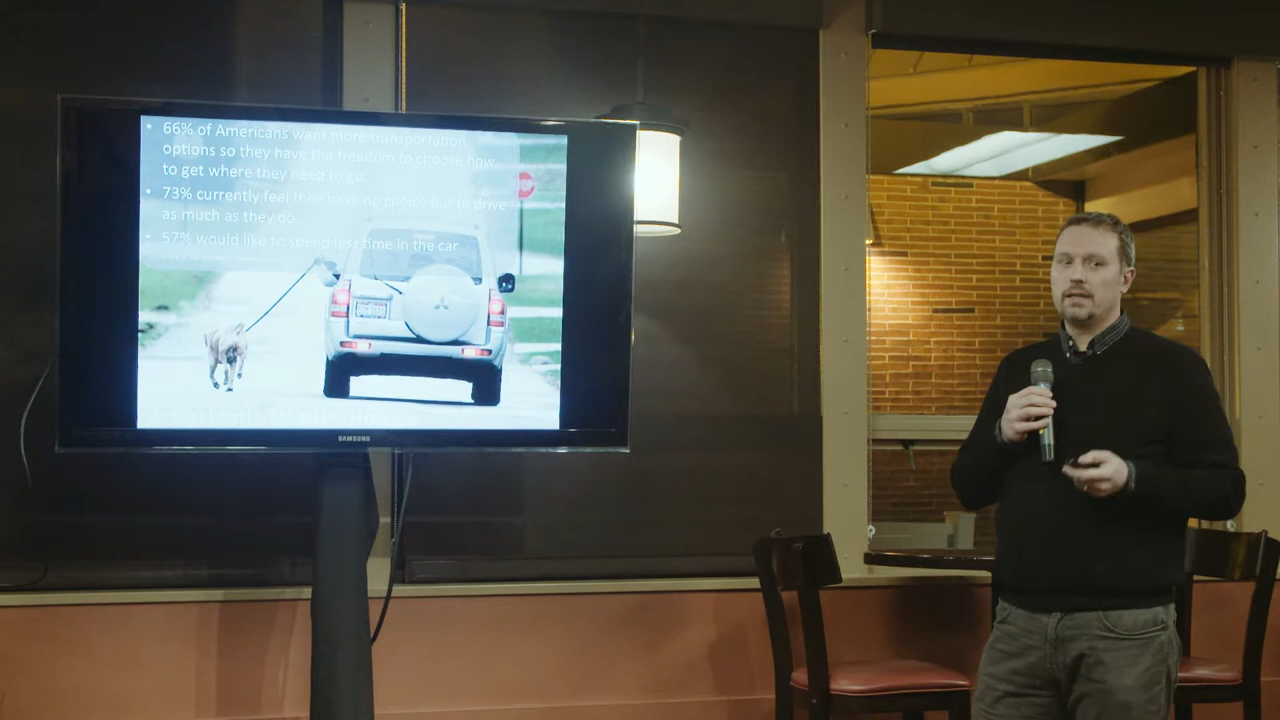 • 66% of Americans want more transportation
options so they have the freedom to choose how
to get where they need to go.
• 73% currently feel they have no choice but to drive
as much as they do
• 57% would like to spend less time in the car
SAMSUNG